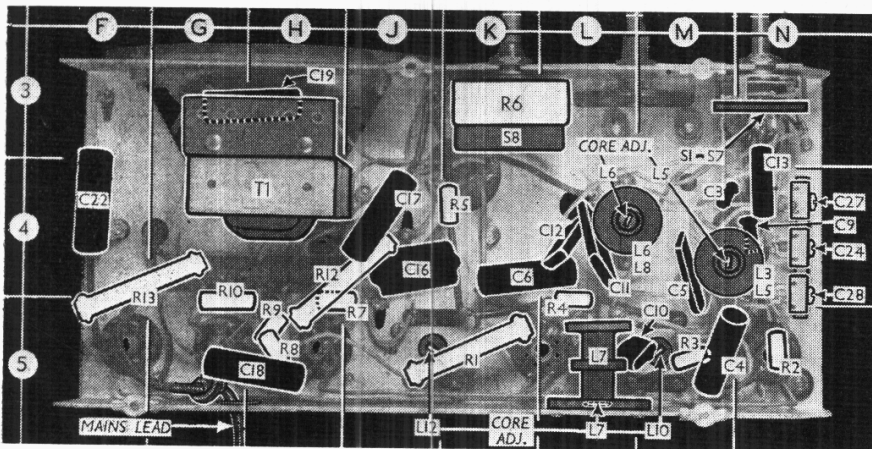 F G H J K L M N
3
C19
R6
S8
CORE ADJ.
L6 L5
S1–S7
C13
C3
4
C22
T1
C17
R5
C12
C27
C9
L6
L8
C24
L3
L5
C16
C6
C11
C5
C28
R12
R13
R10
R7
R4
R9
C10
5
R8
R1
L7
R3
C4
R2
C18
MAINS LEAD
L12
CORE
ADJ.
L7
L10